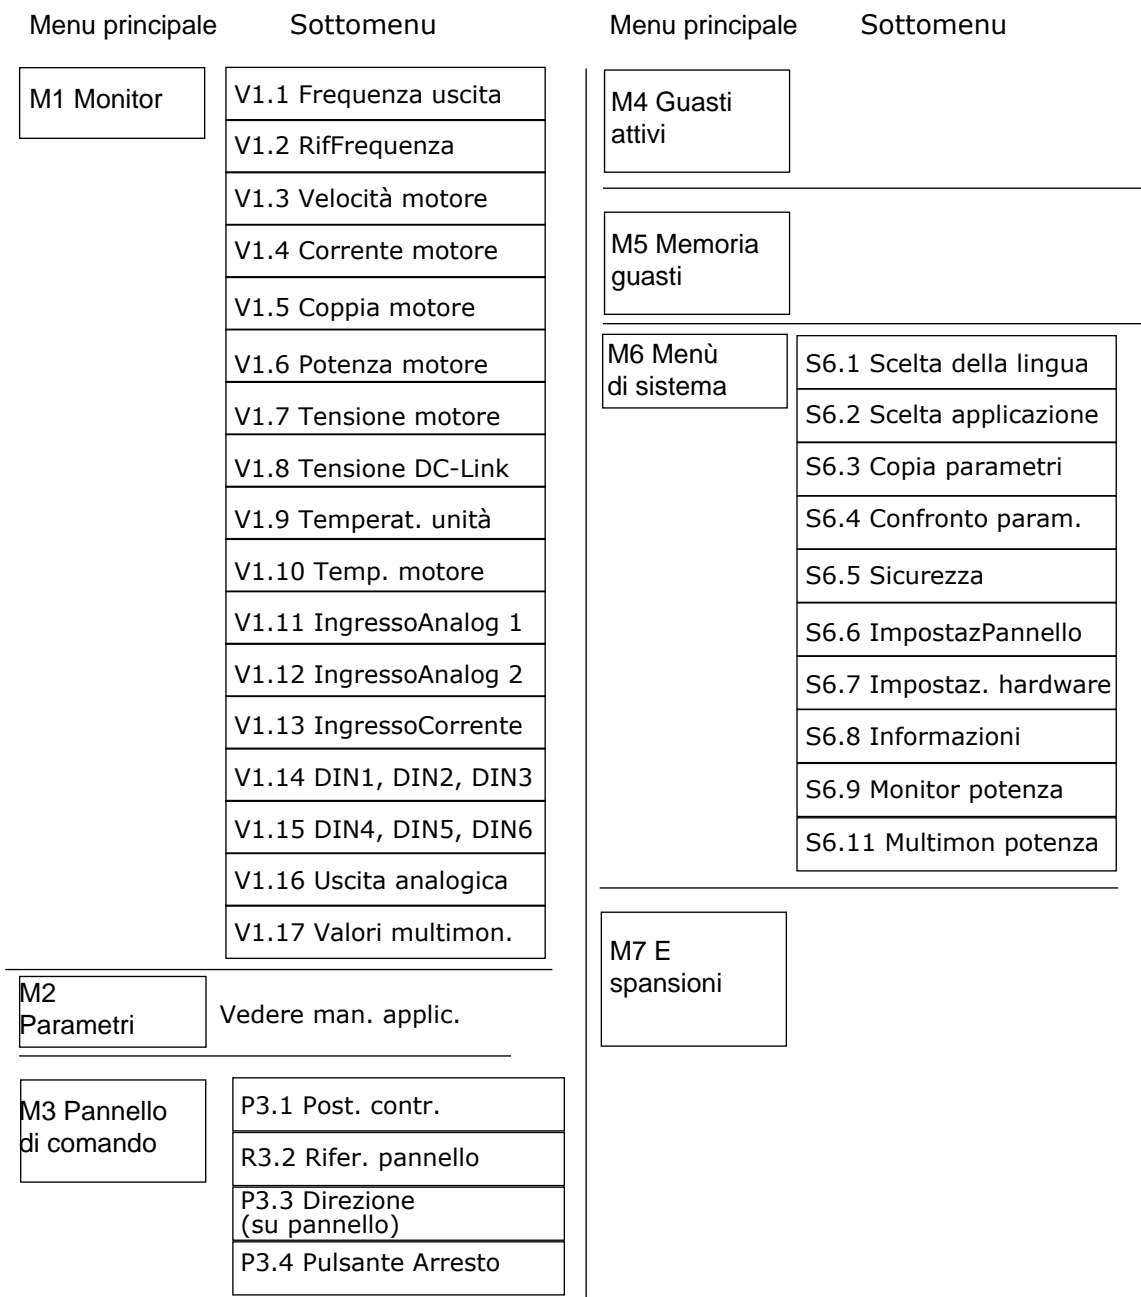 Menu principale
Sottomenu
M1 Monitor
V1.1 Frequenza uscita
V1.2 RifFrequenza
V1.3 Velocità motore
V1.4 Corrente motore
V1.5 Coppia motore
V1.6 Potenza motore
V1.7 Tensione motore
V1.8 Tensione DC-Link
V1.9 Temperat. unità
V1.10 Temp. motore
V1.11 IngressoAnalog 1
V1.12 IngressoAnalog 2
V1.13 IngressoCorrente
V1.14 DIN1, DIN2, DIN3
V1.15 DIN4, DIN5, DIN6
V1.16 Uscita analogica
V1.17 Valori multimon.
M2
Parametri
Vedere man. applic.
M3 Pannello
di comando
P3.1 Post. contr.
R3.2 Rifer. pannello
P3.3 Direzione
(su pannello)
P3.4 Pulsante Arresto
Menu principale
Sottomenu
M4 Guasti
attivi
M5 Memoria
guasti
M6 Menù
di sistema
S6.1 Scelta della lingua
S6.2 Scelta applicazione
S6.3 Copia parametri
S6.4 Confronto param.
S6.5 Sicurezza
S6.6 ImpostazPannello
S6.7 Impostaz. hardware
S6.8 Informazioni
S6.9 Monitor potenza
S6.11 Multimon potenza
M7 E
spansioni